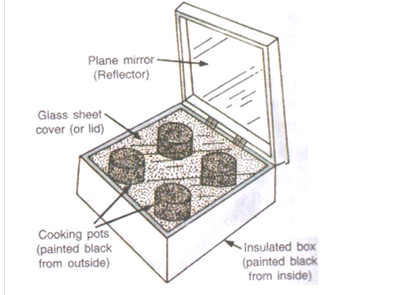 Plane mirror
(Reflector)
Glass sheet
cover (or lid)
Cooking pots
(painted black
from outside)
Insulated box
(painted black
from inside)